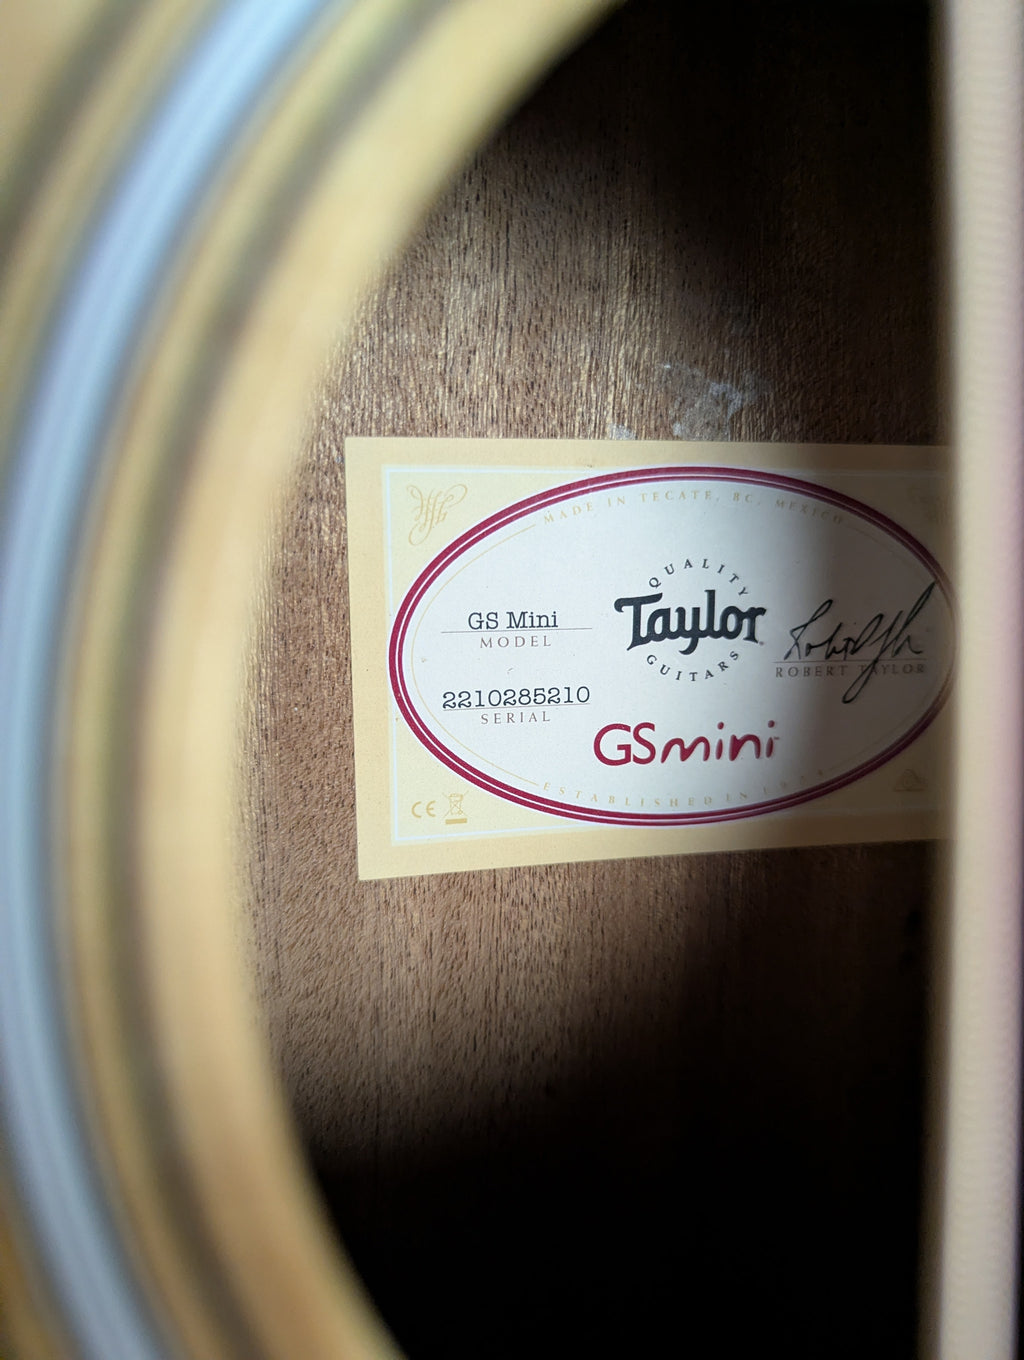 MADE IN TECATE, BC, MEXICO
GS Mini
MODEL
2210285210
SERIAL
QUALITY
Taylor
GUITARS
ROBERT TAYLOR
GSmini
ESTABLISHED IN 1974
CE